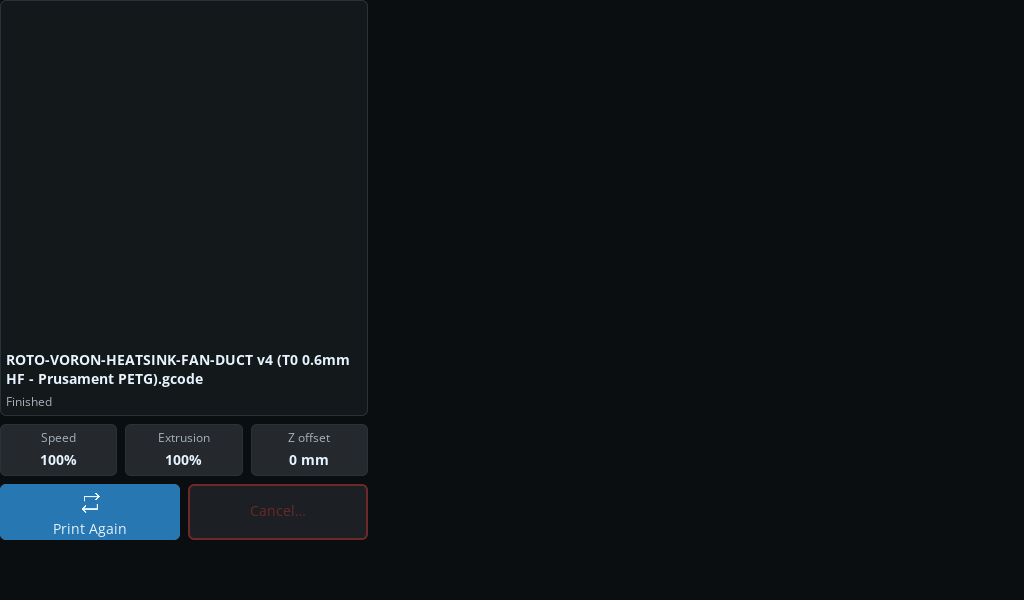 ROTO-VORON-HEATSINK-FAN-DUCT v4 (T0 0.6mm
HF - Prusament PETG).gcode
Finished
Speed
100%
Extrusion
100%
Z offset
0 mm
Print Again
Cancel...